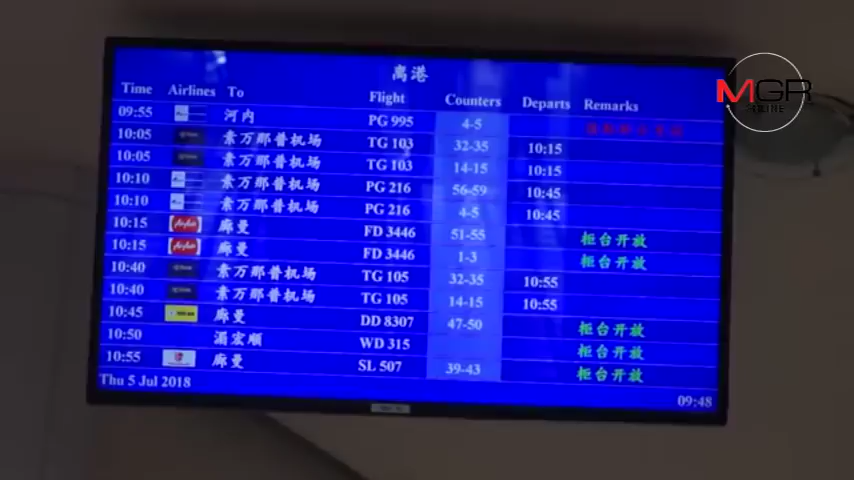 离港
Time Airlines To Flight Counters Departs Remarks
09:55 河内 PG 995 4-5
10:05 素万那普机场 TG 103 32-35 10:15
10:05 素万那普机场 TG 103 14-15 10:15
10:10 素万那普机场 PG 216 56-59 10:45
10:10 素万那普机场 PG 216 4-5 10:45
10:15 AirAsia 廊曼 FD 3446 51-55 柜台开放
10:15 AirAsia 廊曼 FD 3446 1-3 柜台开放
10:40 素万那普机场 TG 105 32-35 10:55
10:40 素万那普机场 TG 105 14-15 10:55
10:45 廊曼 DD 8307 47-50 柜台开放
10:50 湄宏顺 WD 315 柜台开放
10:55 廊曼 SL 507 39-43 柜台开放
Thu 5 Jul 2018 09:48
MGR